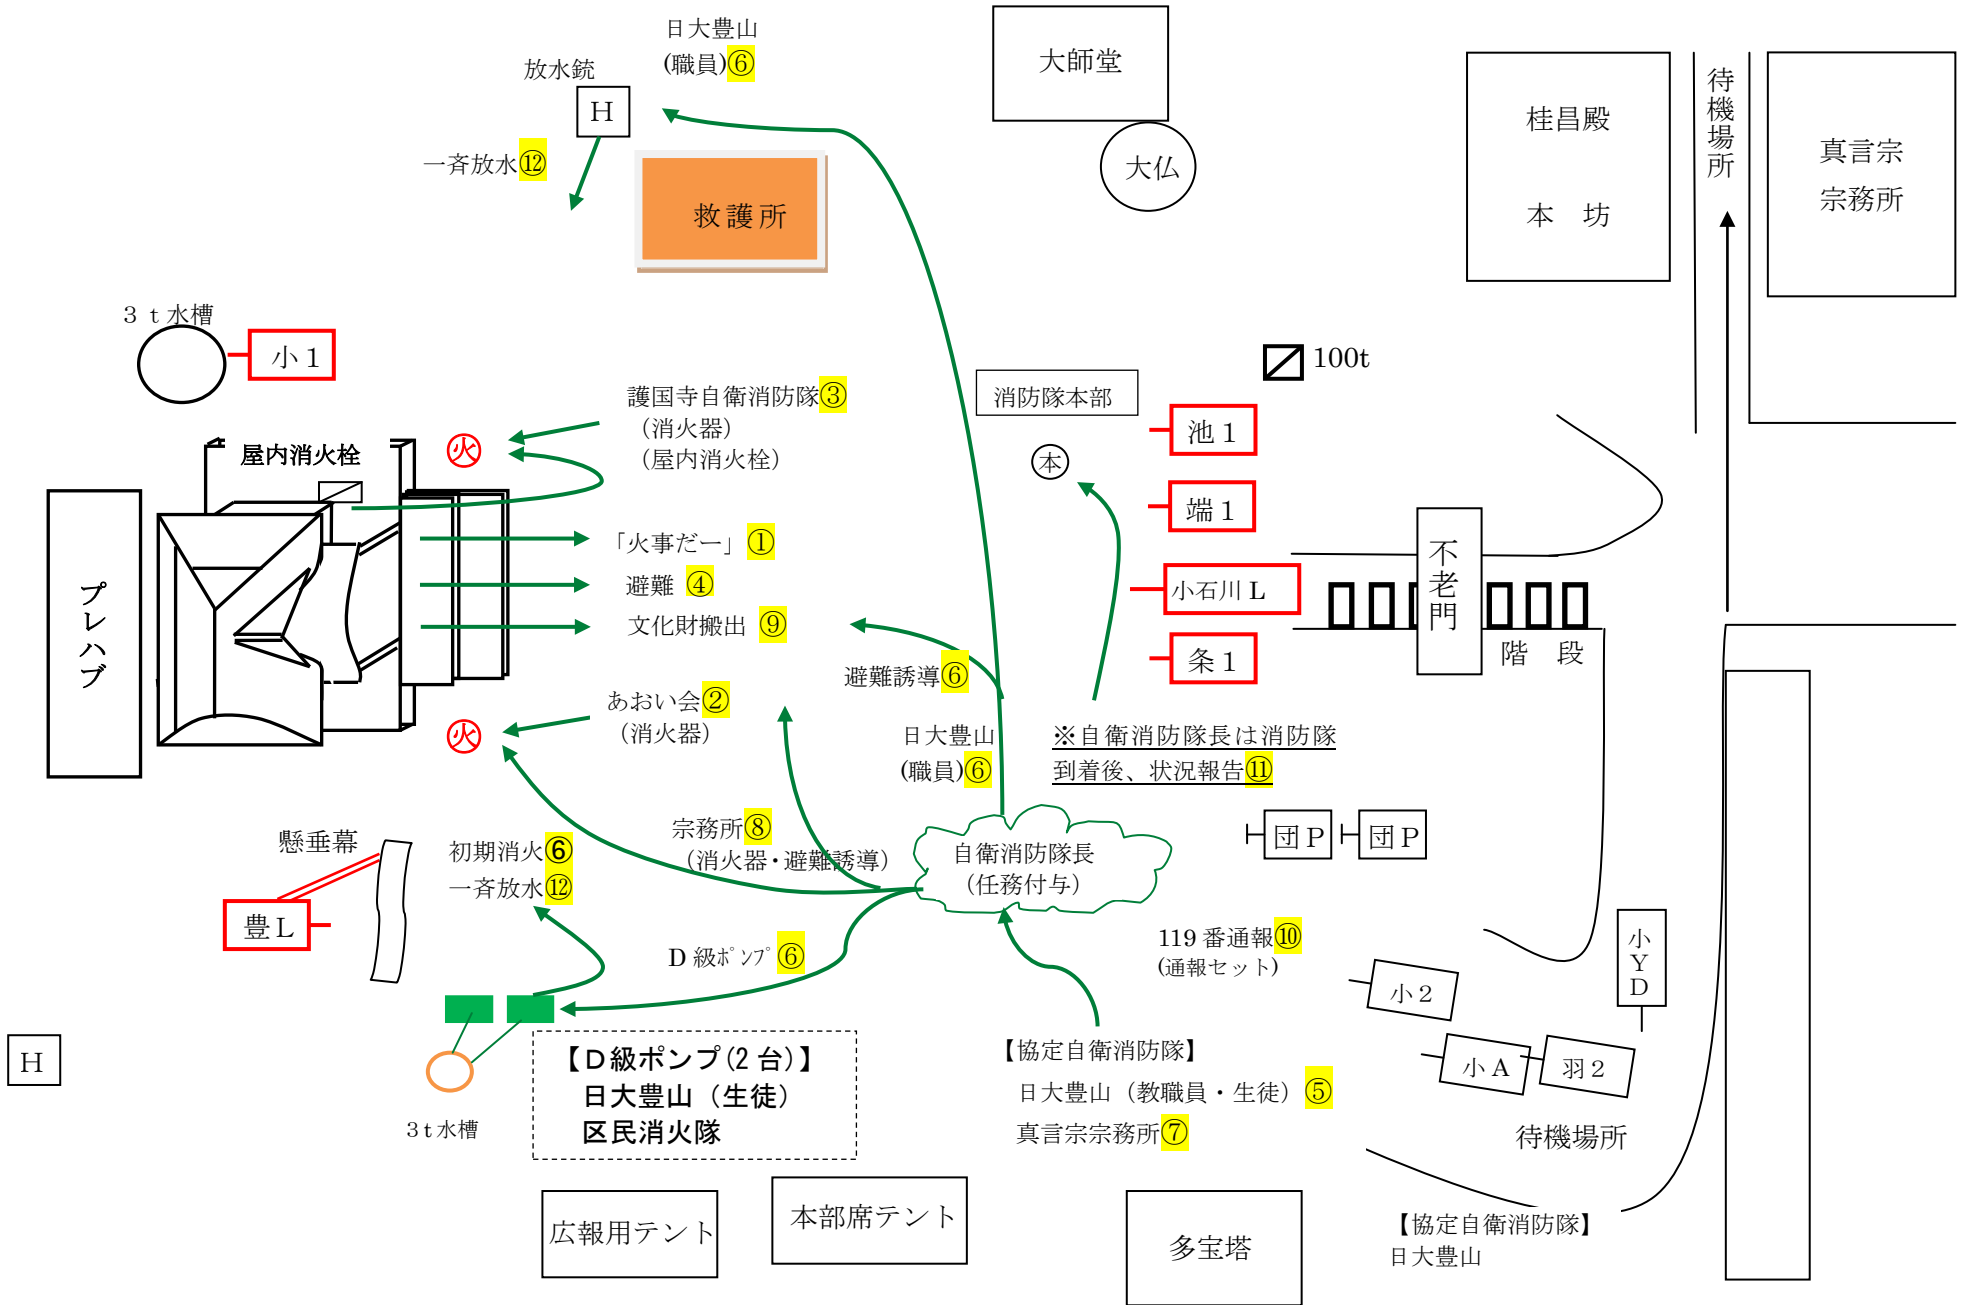 日大豊山
(職員)⑥
放水銃
H
一斉放水⑫
救護所
大師堂
大仏
桂昌殿
本　坊
待機場所
真言宗
宗務所
３ｔ水槽
小１
100t
護国寺自衛消防隊③
（消火器）
（屋内消火栓）
消防隊本部
本
池１
端１
小石川 L
条１
屋内消火栓
火
プレハブ
「火事だー」①
避難 ④
文化財搬出 ⑨
避難誘導⑥
あおい会②
（消火器）
火
不老門
階　段
日大豊山
(職員)⑥
※自衛消防隊長は消防隊
到着後、状況報告⑪
宗務所⑧
（消火器・避難誘導）
自衛消防隊長
（任務付与）
団Ｐ
団Ｐ
懸垂幕
豊Ｌ
初期消火⑥
一斉放水⑫
D 級ﾎﾟﾝﾌﾟ⑥
119 番通報⑩
(通報セット)
小２
小ＹＤ
小Ａ
羽２
待機場所
H
３t 水槽
【Ｄ級ポンプ(2 台)】
日大豊山（生徒）
区民消火隊
【協定自衛消防隊】
日大豊山（教職員・生徒）⑤
真言宗宗務所⑦
広報用テント
本部席テント
多宝塔
【協定自衛消防隊】
日大豊山